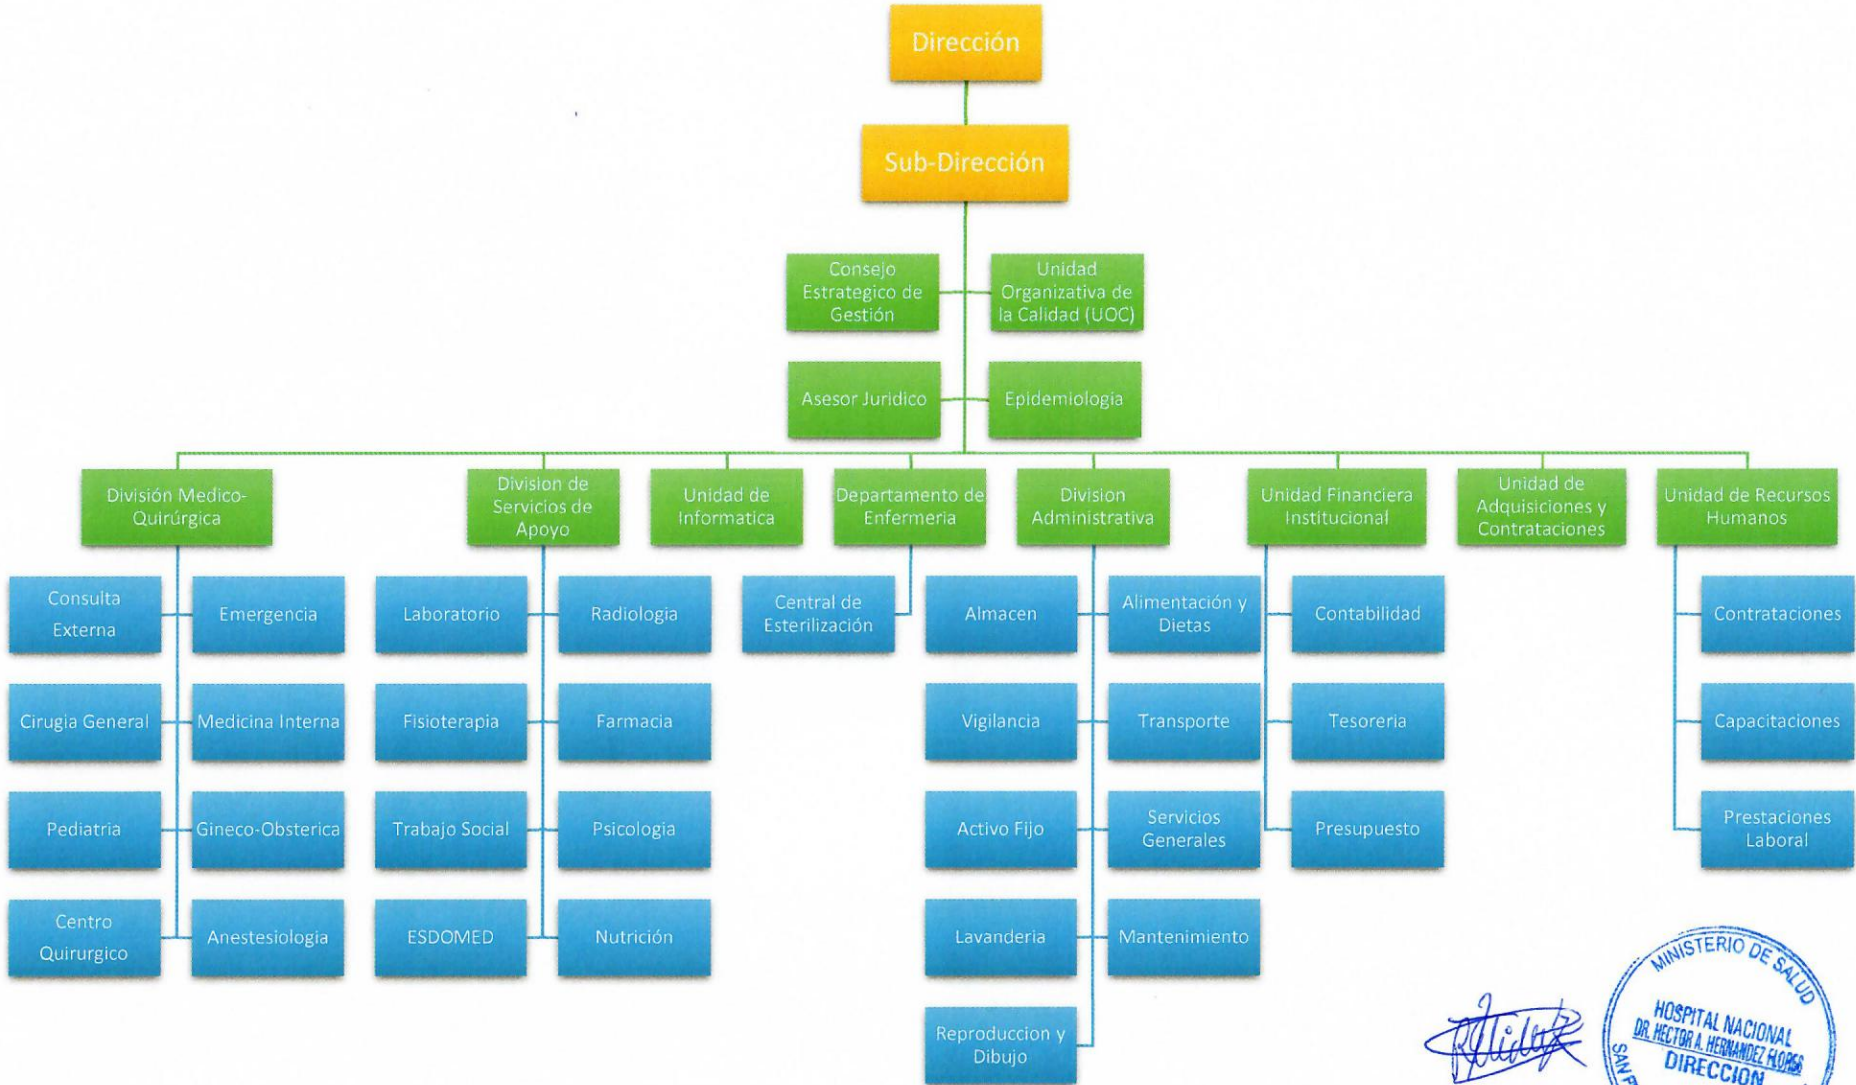 Dirección
Sub-Dirección
Consejo
Estrategico de
Gestión
Unidad
Organizativa de
la Calidad (UOC)
Asesor Juridico
Epidemiologia
División Medico-
Quirúrgica
Division de
Servicios de
Apoyo
Unidad de
Informatica
Departamento de
Enfermeria
Division
Administrativa
Unidad Financiera
Institucional
Unidad de
Adquisiciones y
Contrataciones
Unidad de Recursos
Humanos
Consulta
Externa
Emergencia
Laboratorio
Radiologia
Central de
Esterilización
Almacen
Alimentación y
Dietas
Contabilidad
Contrataciones
Cirugia General
Medicina Interna
Fisioterapia
Farmacia
Vigilancia
Transporte
Tesoreria
Capacitaciones
Pediatria
Gineco-Obsterica
Trabajo Social
Psicologia
Activo Fijo
Servicios
Generales
Presupuesto
Prestaciones
Laboral
Centro
Quirurgico
Anestesiologia
ESDOMED
Nutrición
Lavanderia
Mantenimiento
Reproduccion y
Dibujo
MINISTERIO DE SALUD
HOSPITAL NACIONAL
DR. HECTOR A. HERNANDEZ FLORES
DIRECCION
SAN